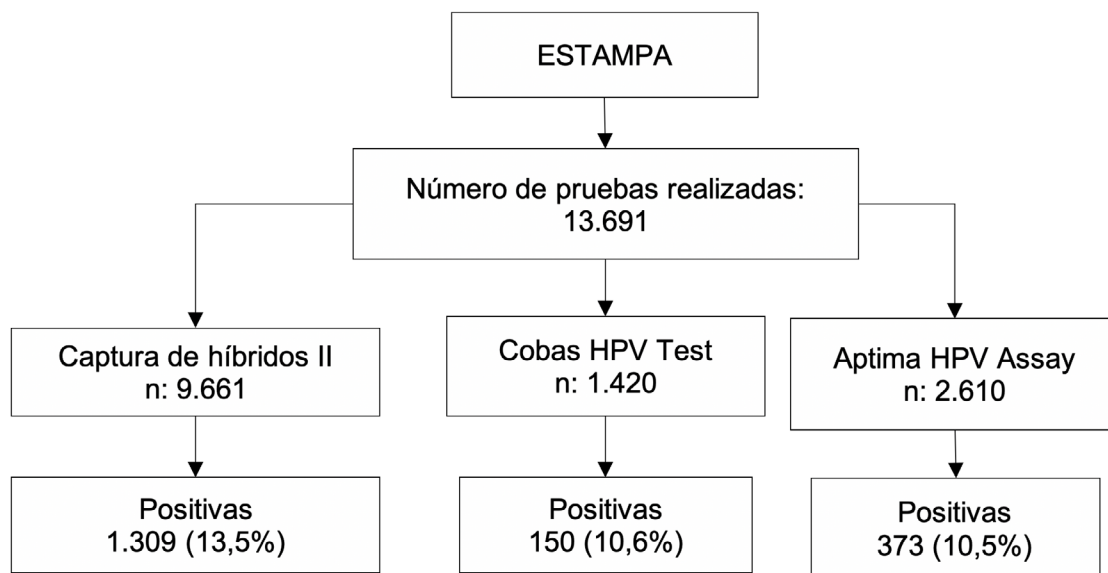 ESTAMPA
Número de pruebas realizadas:
13.691
Captura de híbridos II
n: 9.661
Cobas HPV Test
n: 1.420
Aptima HPV Assay
n: 2.610
Positivas
1.309 (13,5%)
Positivas
150 (10,6%)
Positivas
373 (10,5%)